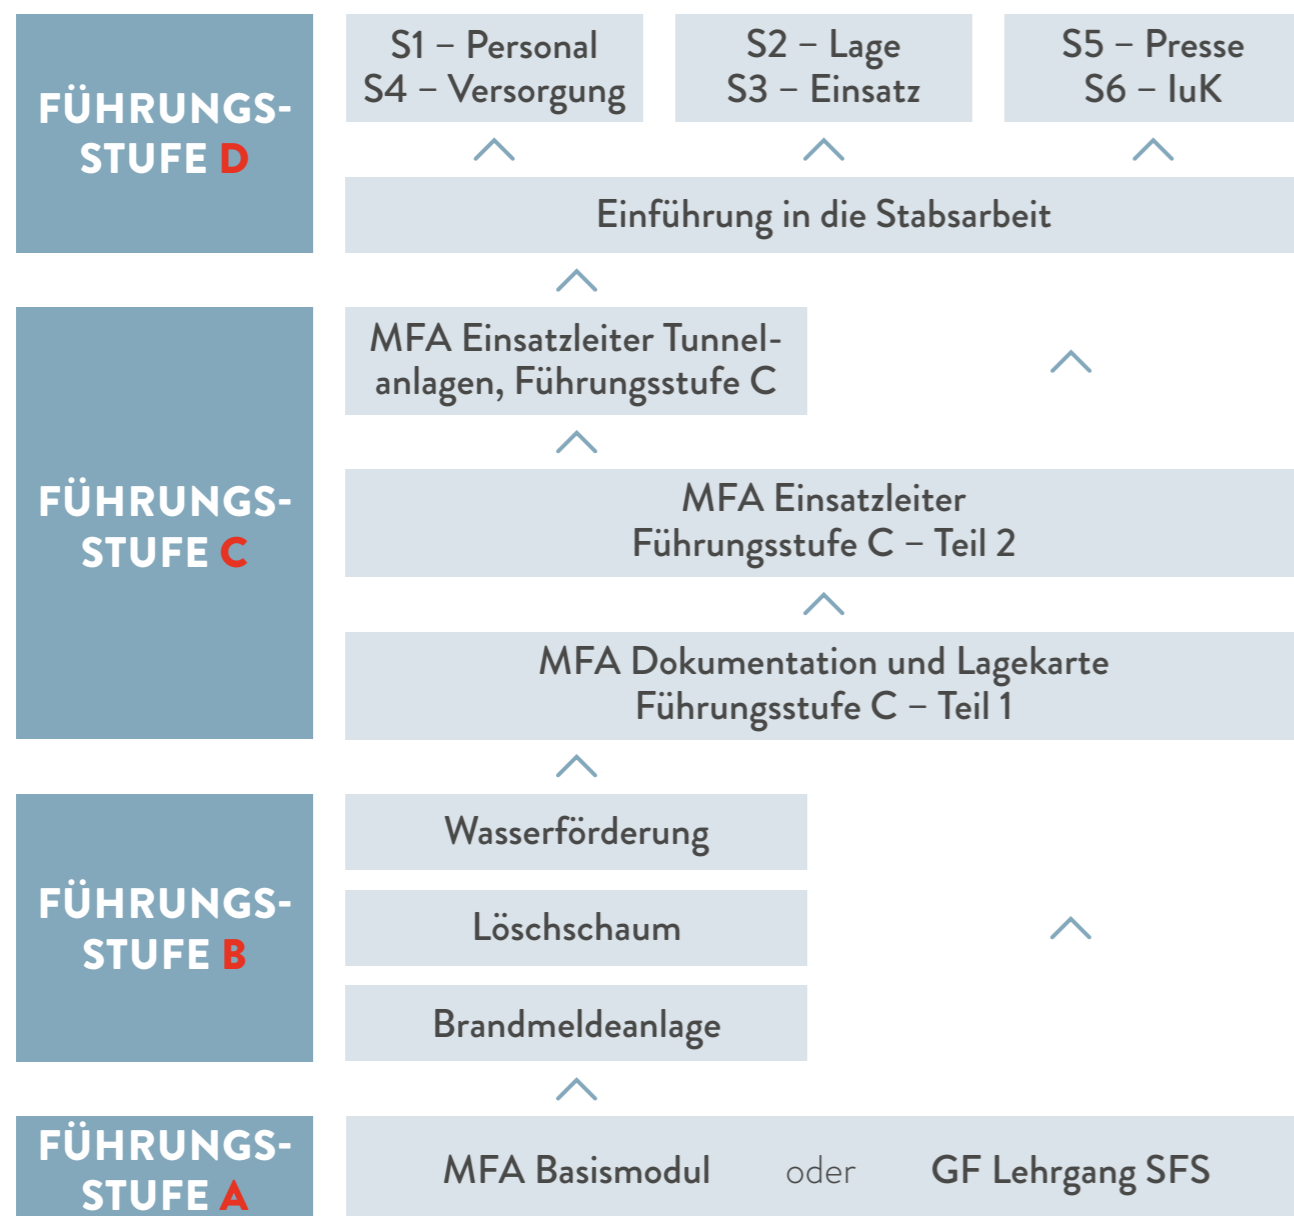 FÜHRUNGS-
STUFE D
S1 – Personal
S4 – Versorgung
S2 – Lage
S3 – Einsatz
S5 – Presse
S6 – IuK
Einführung in die Stabsarbeit
FÜHRUNGS-
STUFE C
MFA Einsatzleiter Tunnel-
anlagen, Führungsstufe C
MFA Einsatzleiter
Führungsstufe C – Teil 2
MFA Dokumentation und Lagekarte
Führungsstufe C – Teil 1
FÜHRUNGS-
STUFE B
Wasserförderung
Löschschaum
Brandmeldeanlage
FÜHRUNGS-
STUFE A
MFA Basismodul oder GF Lehrgang SFS